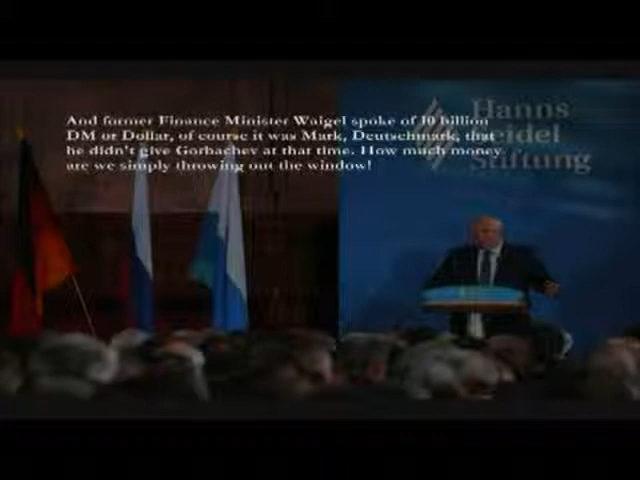 And former Finance Minister Waigel spoke of 10 billion
DM or Dollar, of course it was Mark, Deutschmark, that
he didn't give Gorbachev at that time. How much money
are we simply throwing out the window!
Hanns
Seidel
Stiftung